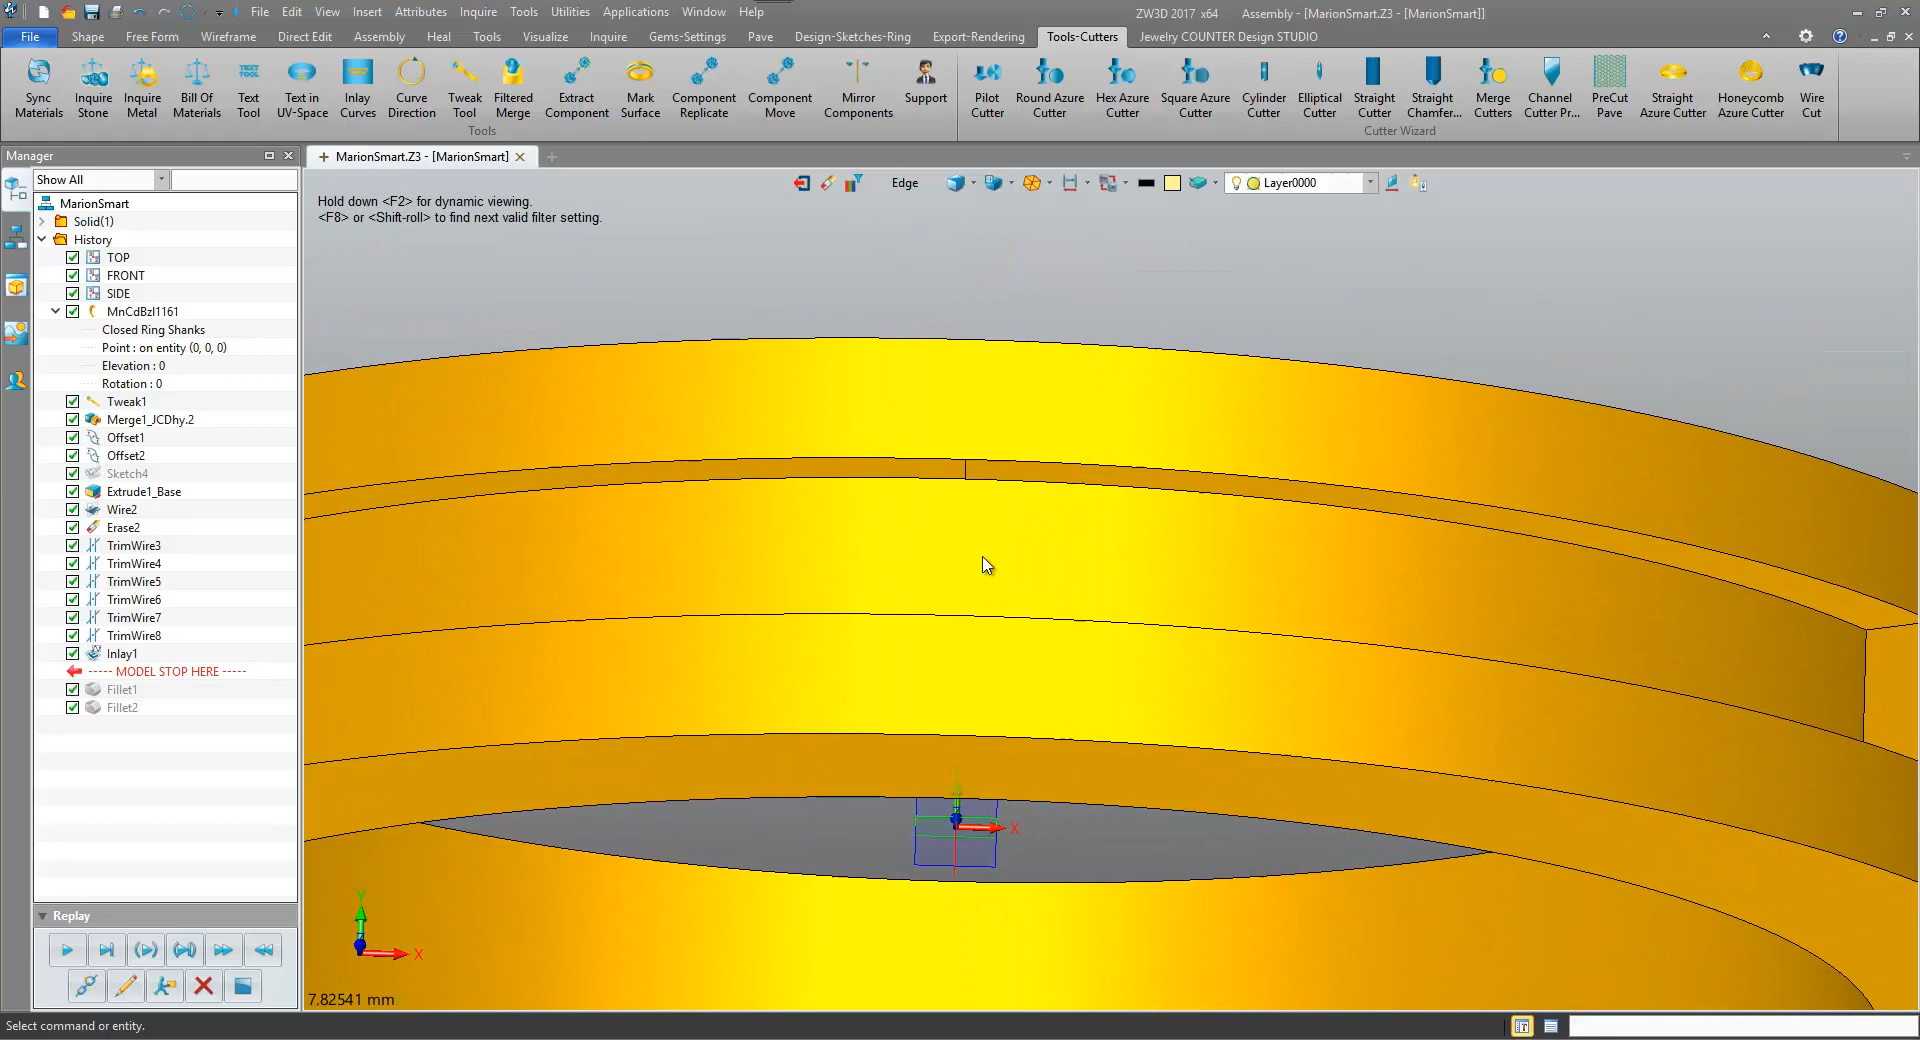 File Edit View Insert Attributes Inquire Tools Utilities Applications Window Help
ZW3D 2017 x64 Assembly - [MarionSmart.Z3 - [MarionSmart]]
File Shape Free Form Wireframe Direct Edit Assembly Heal Tools Visualize Inquire Gems-Settings Pave Design-Sketches-Ring Export-Rendering Tools-Cutters Jewelry COUNTER Design STUDIO
TEXT
TOOL
Sync Materials
Inquire Stone
Inquire Metal
Bill Of Materials
Text Tool
Text in UV-Space
Inlay Curves
Curve Direction
Tweak Tool
Filtered Merge
Extract Component
Mark Surface
Component Replicate
Component Move
Mirror Components
Support
Pilot Cutter
Round Azure Cutter
Hex Azure Cutter
Square Azure Cutter
Cylinder Cutter
Elliptical Cutter
Straight Cutter
Straight Chamfer...
Merge Cutters
Channel Cutter Pr...
PreCut Pave
Straight Azure Cutter
Honeycomb Azure Cutter
Wire Cut
Tools
Cutter Wizard
Manager
MarionSmart.Z3 - [MarionSmart]
Show All
Edge
Layer0000
Hold down <F2> for dynamic viewing.
<F8> or <Shift-roll> to find next valid filter setting.
MarionSmart
Solid(1)
History
TOP
FRONT
SIDE
MnCdBzl1161
Closed Ring Shanks
Point : on entity (0, 0, 0)
Elevation : 0
Rotation : 0
Tweak1
Merge1_JCDhy.2
Offset1
Offset2
Sketch4
Extrude1_Base
Wire2
Erase2
TrimWire3
TrimWire4
TrimWire5
TrimWire6
TrimWire7
TrimWire8
Inlay1
----- MODEL STOP HERE -----
Fillet1
Fillet2
X
Y
X
Replay
7.82541 mm
Select command or entity.